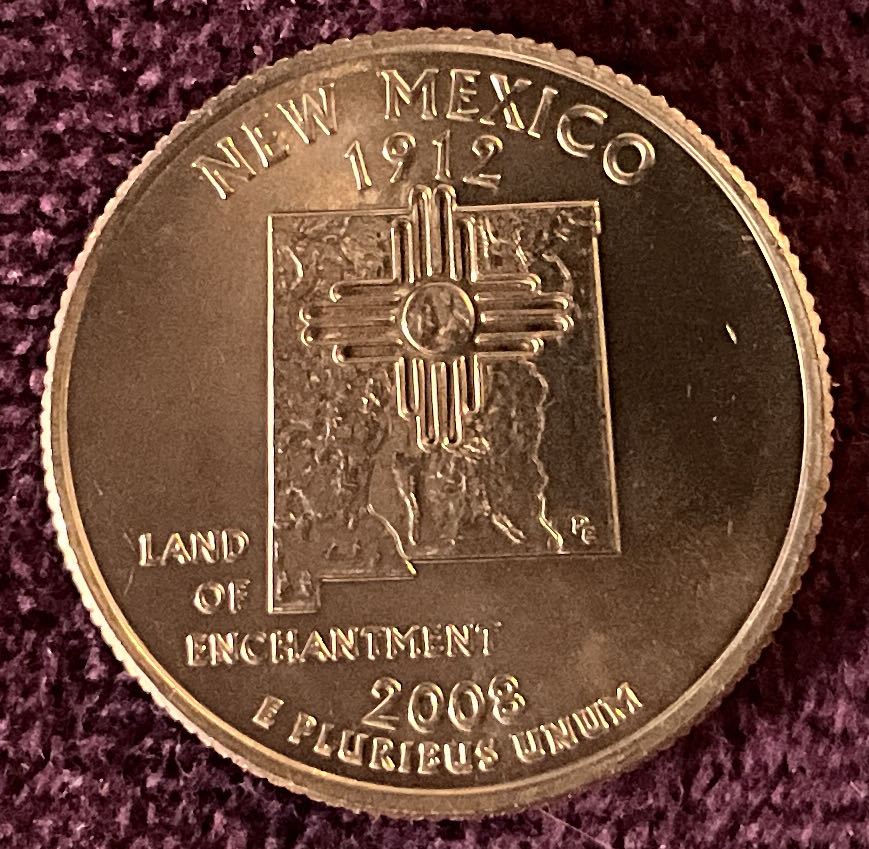 NEW MEXICO
1912
LAND
OF
ENCHANTMENT
2008
E PLURIBUS UNUM